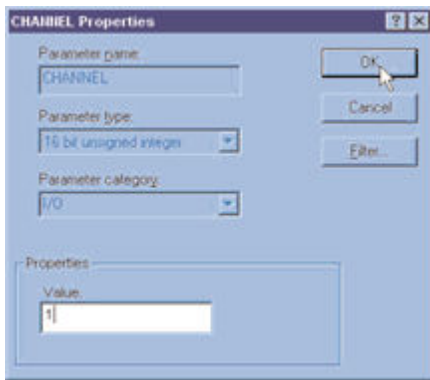 CHANNEL Properties
Parameter name:
CHANNEL
OK
Parameter type:
16 bit unsigned integer
Cancel
Filter...
Parameter category:
I/O
Properties
Value:
1